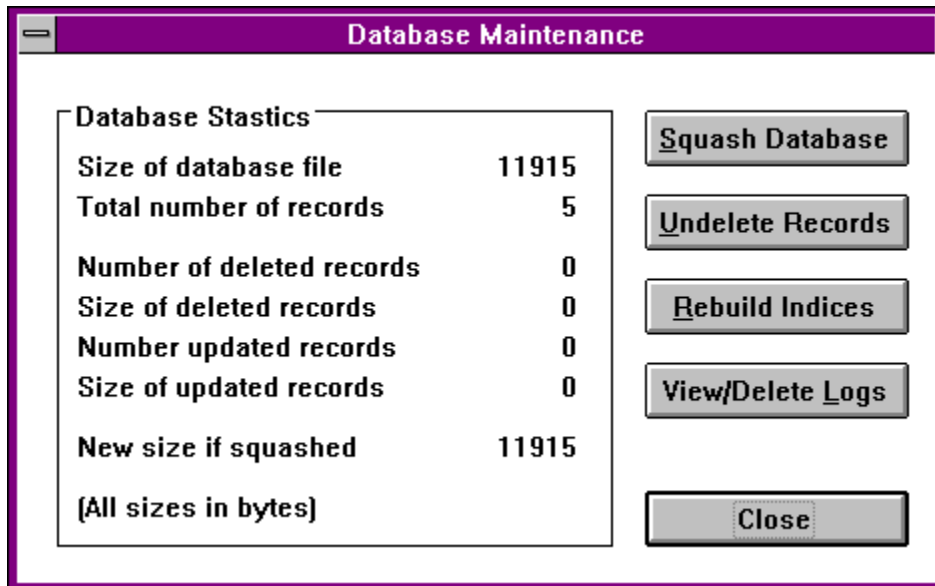 Database Maintenance
Database Stastics
Size of database file 11915
Total number of records 5
Number of deleted records 0
Size of deleted records 0
Number updated records 0
Size of updated records 0
New size if squashed 11915
(All sizes in bytes)
Squash Database
Undelete Records
Rebuild Indices
View/Delete Logs
Close